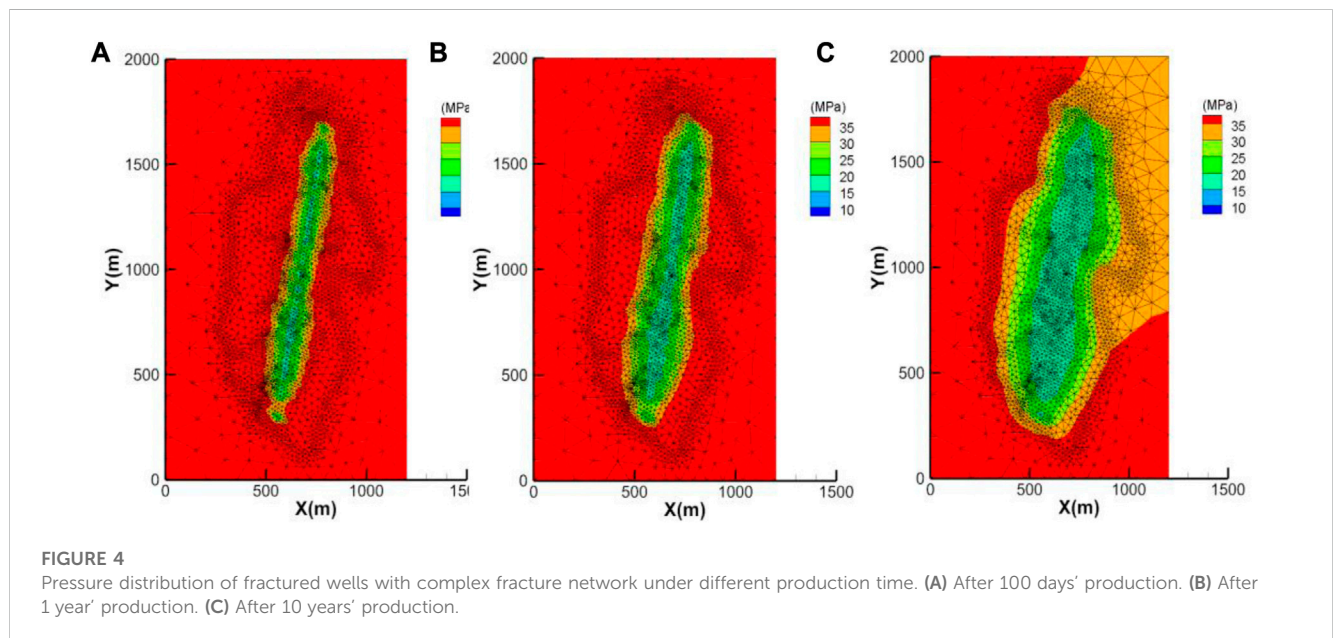 A
B
C
2000
1500
1000
500
0
Y(m)
0
500
1000
15
X(m)
(MPa
2000
1500
1000
500
0
Y(m)
0
500
1000
1500
X(m)
(MPa)
35
30
25
20
15
10
2000
1500
1000
500
0
Y(m)
0
500
1000
1500
X(m)
(MPa)
35
30
25
20
15
10
FIGURE 4
Pressure distribution of fractured wells with complex fracture network under different production time. (A) After 100 days’ production. (B) After
1 year’ production. (C) After 10 years’ production.